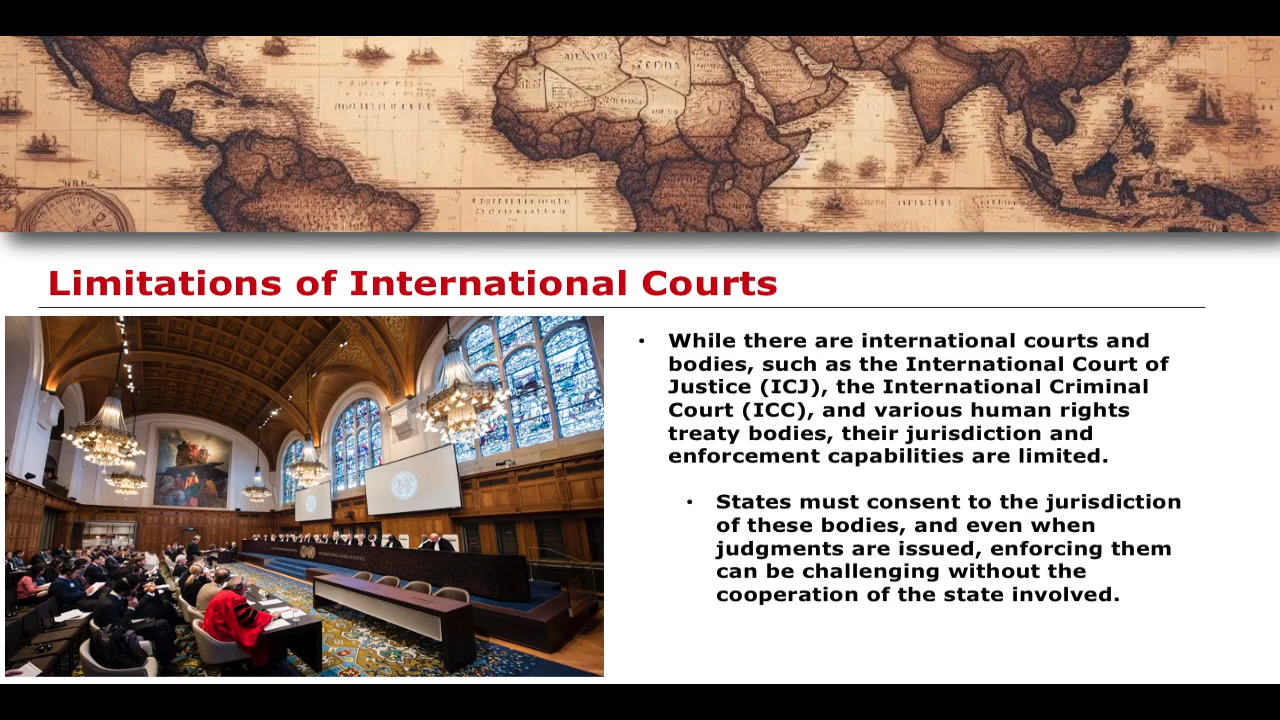 Limitations of International Courts
• While there are international courts and
bodies, such as the International Court of
Justice (ICJ), the International Criminal
Court (ICC), and various human rights
treaty bodies, their jurisdiction and
enforcement capabilities are limited.
• States must consent to the jurisdiction
of these bodies, and even when
judgments are issued, enforcing them
can be challenging without the
cooperation of the state involved.